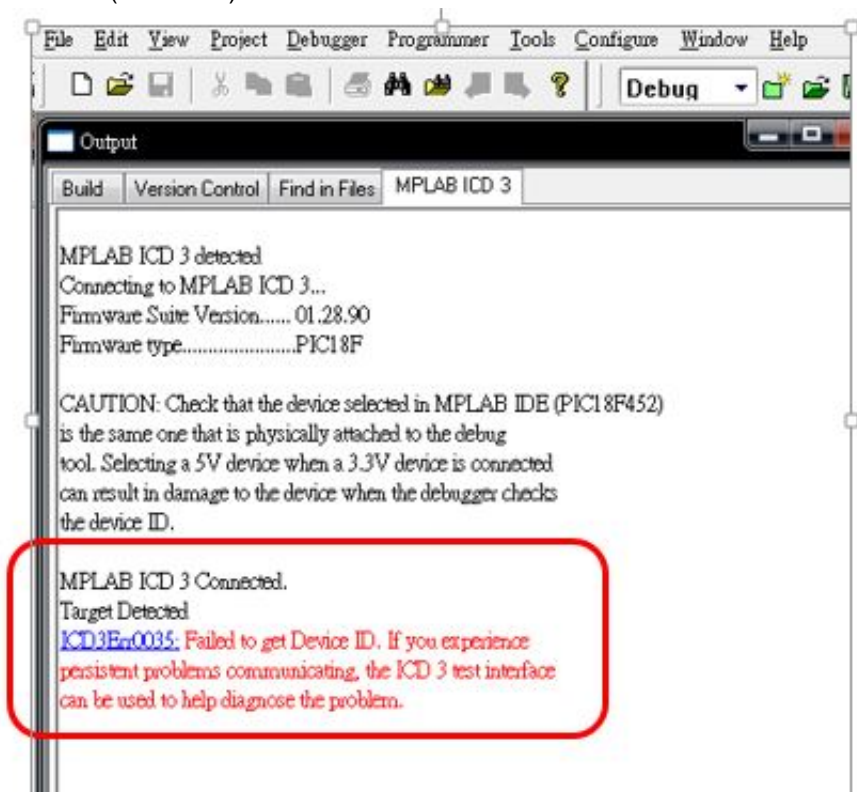 File Edit View Project Debugger Programmer Tools Configure Window Help
Debug
Output
Build Version Control Find in Files MPLAB ICD 3
MPLAB ICD 3 detected
Connecting to MPLAB ICD 3...
Firmware Suite Version...... 01.28.90
Firmware type......................PIC18F
CAUTION: Check that the device selected in MPLAB IDE (PIC18F452)
is the same one that is physically attached to the debug
tool. Selecting a 5V device when a 3.3V device is connected
can result in damage to the device when the debugger checks
the device ID.
MPLAB ICD 3 Connected.
Target Detected
ICD3Err0035: Failed to get Device ID. If you experience
persistent problems communicating, the ICD 3 test interface
can be used to help diagnose the problem.